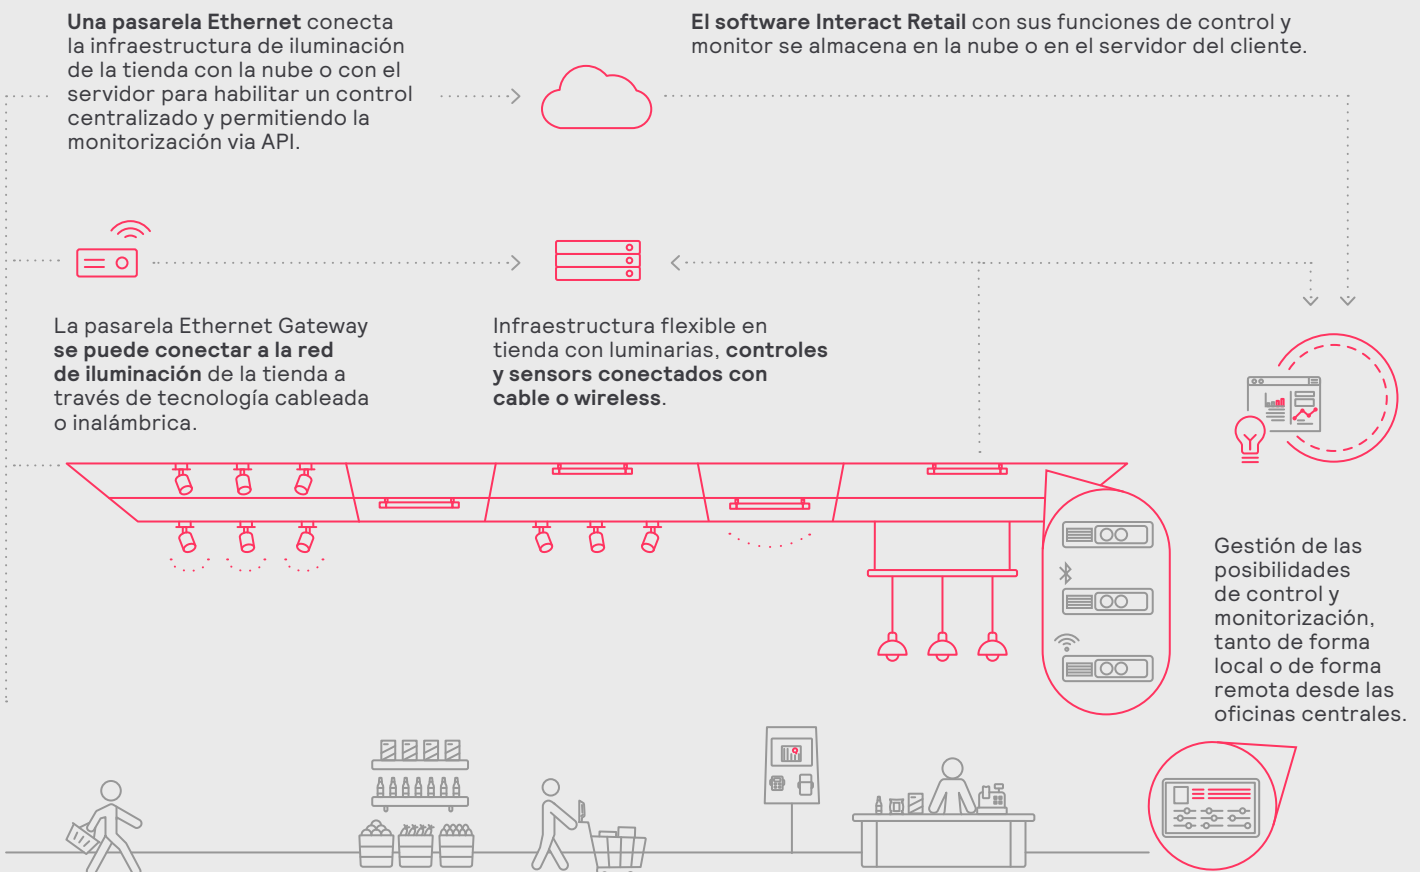 Una pasarela Ethernet conecta
la infraestructura de iluminación
de la tienda con la nube o con el
servidor para habilitar un control
centralizado y permitiendo la
monitorización via API.
El software Interact Retail con sus funciones de control y
monitor se almacena en la nube o en el servidor del cliente.
La pasarela Ethernet Gateway
se puede conectar a la red
de iluminación de la tienda a
través de tecnología cableada
o inalámbrica.
Infraestructura flexible en
tienda con luminarias, controles
y sensors conectados con
cable o wireless.
Gestión de las
posibilidades
de control y
monitorización,
tanto de forma
local o de forma
remota desde las
oficinas centrales.